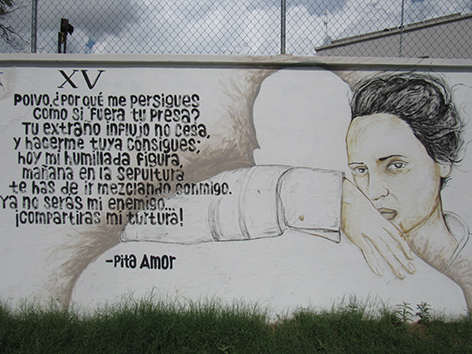 XV
Polvo, ¿por qué me persigues
como si fuera tu presa?
Tu extraño influjo no cesa,
y hacerme tuya consigues;
hoy mi humillada figura,
mañana en la sepultura
te has de ir mezclando conmigo.
Ya no serás mi enemigo...
¡compartirás mi tortura!
-Pita Amor